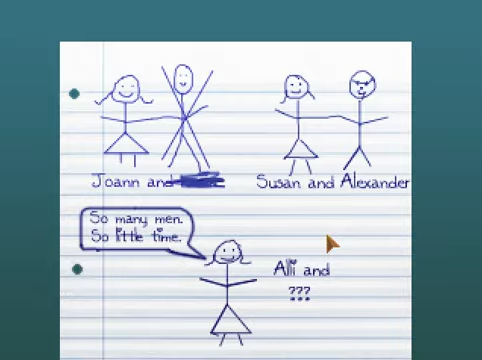 Joann and
Susan and Alexander
So many men.
So little time.
Alli and
???